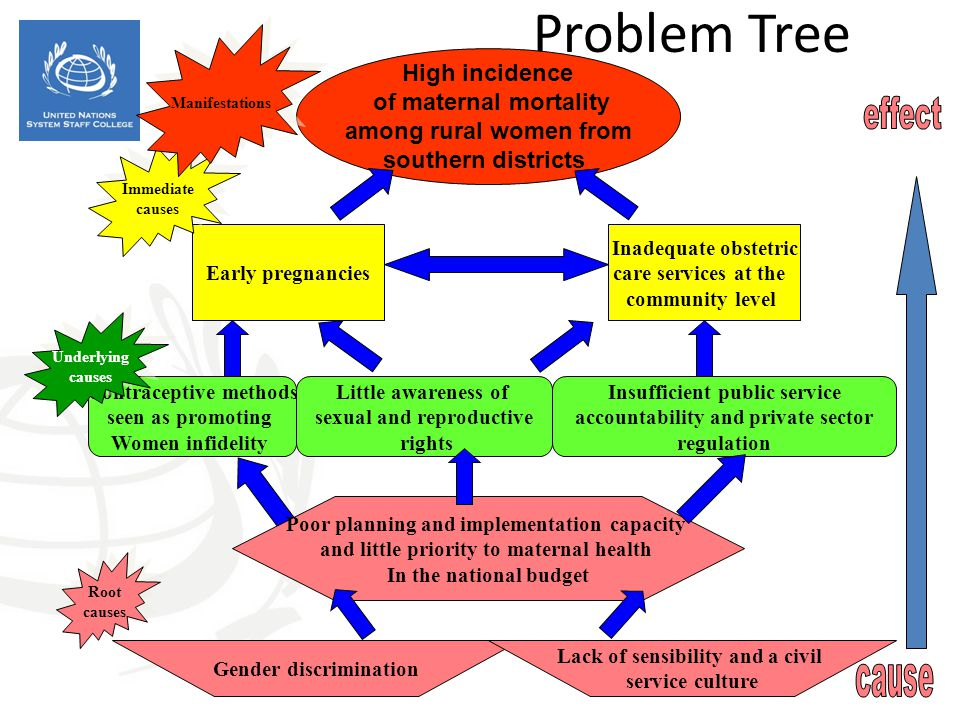 Problem Tree
UNITED NATIONS
SYSTEM STAFF COLLEGE
Manifestations
High incidence
of maternal mortality
among rural women from
southern districts
effect
Immediate
causes
Early pregnancies
Inadequate obstetric
care services at the
community level
Underlying
causes
ntraceptive methods
seen as promoting
Women infidelity
Little awareness of
sexual and reproductive
rights
Insufficient public service
accountability and private sector
regulation
Poor planning and implementation capacity
and little priority to maternal health
In the national budget
Root
causes
Gender discrimination
Lack of sensibility and a civil
service culture
cause